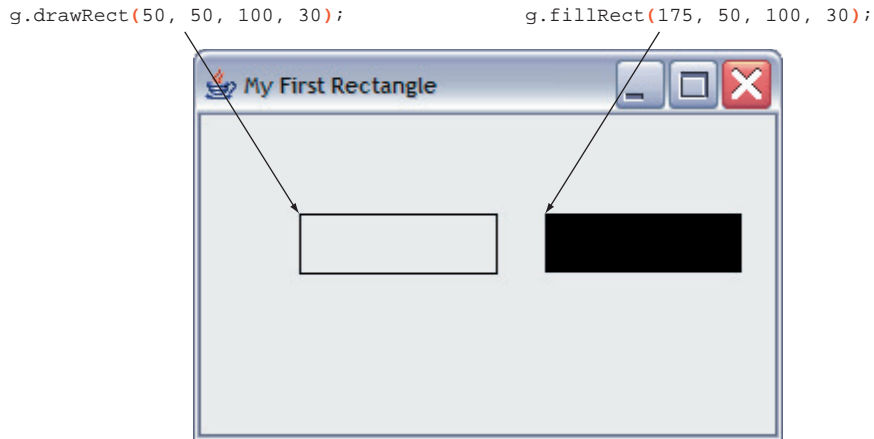 g.drawRect(50, 50, 100, 30);
g.fillRect(175, 50, 100, 30);
My First Rectangle